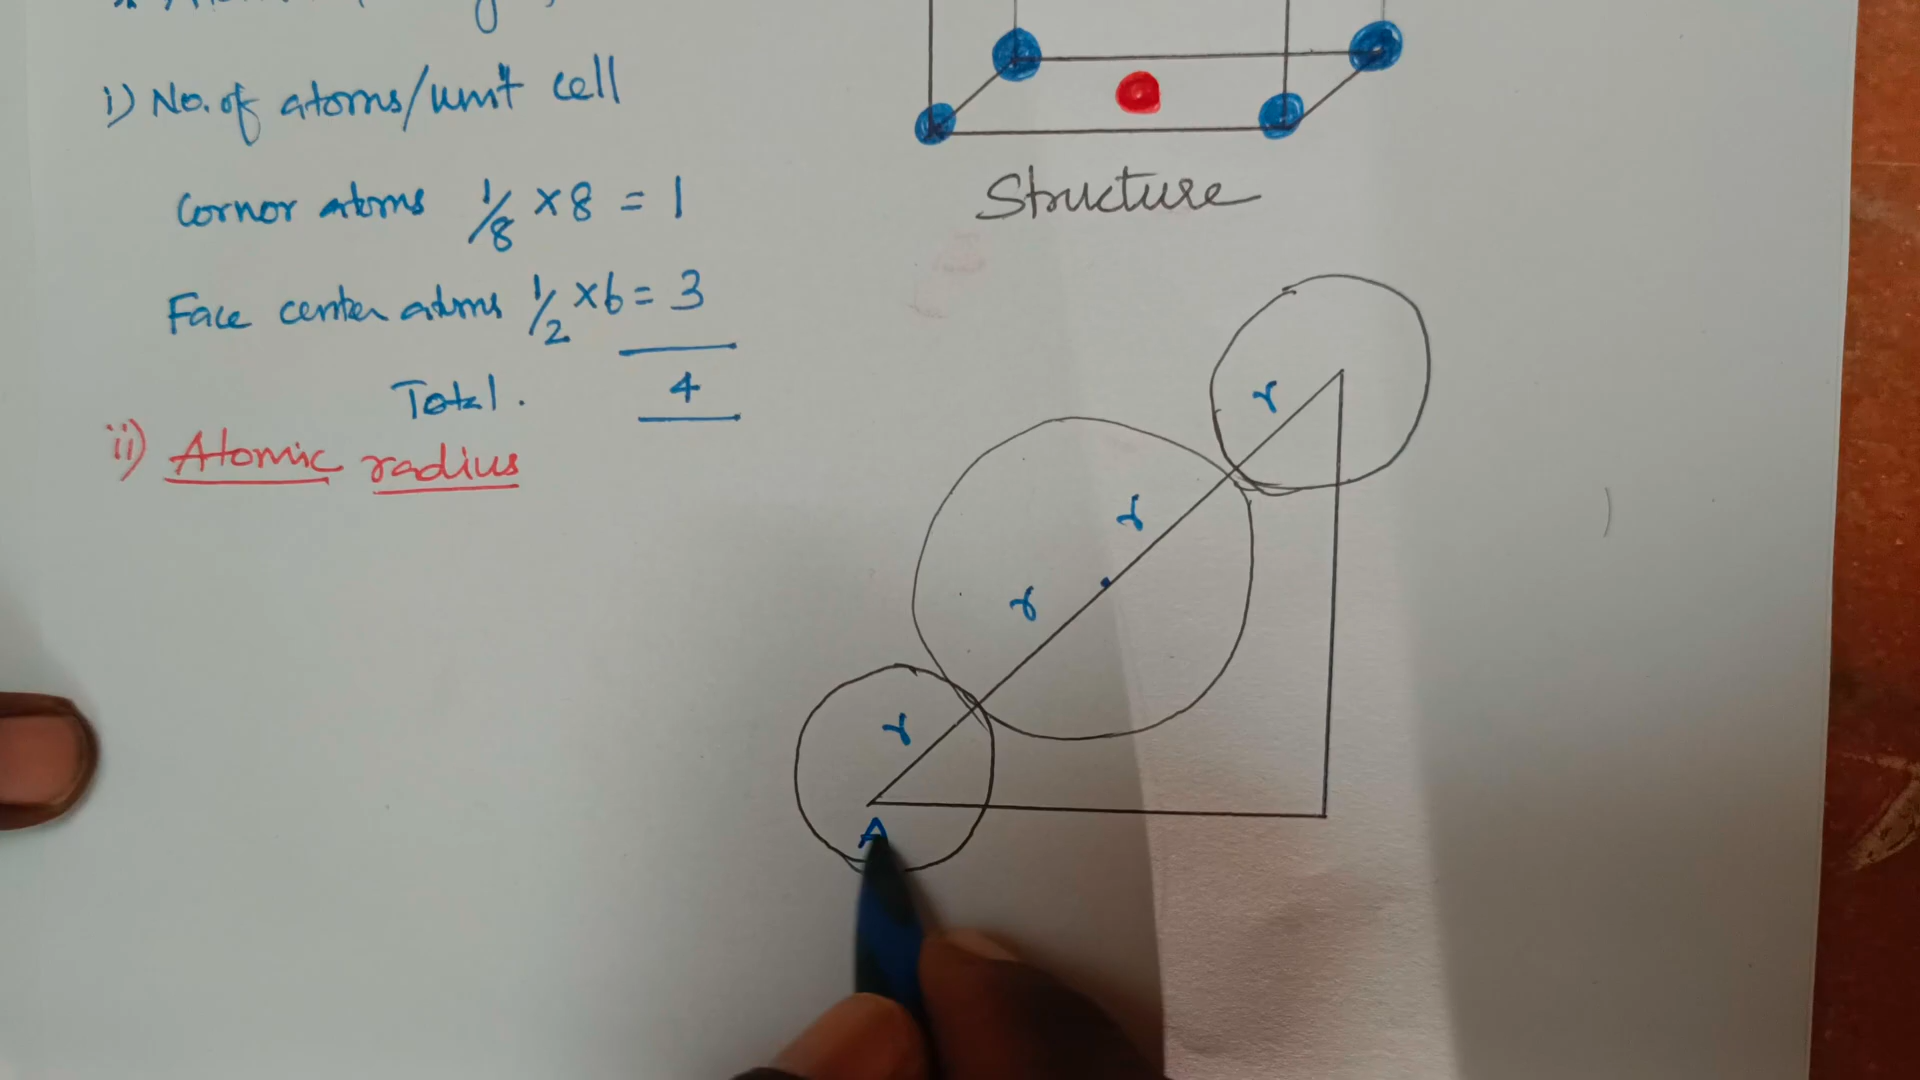 i) No. of atoms/unit cell
Cornor atoms 1/8 × 8 = 1
Face center atoms 1/2 × 6 = 3
Total. 4
ii) Atomic radius
Structure
r
r
r
r
A